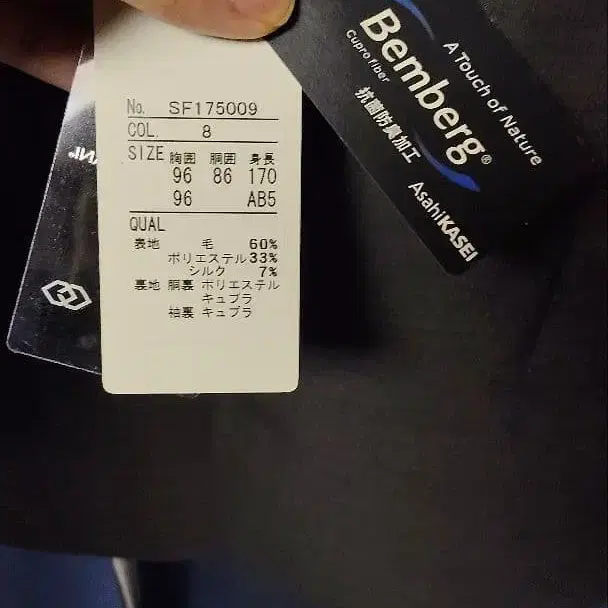 No. SF175009
COL. 8
SIZE 胸囲 胴囲 身長
96 86 170
96 AB5
QUAL
表地 毛 60%
ポリエステル 33%
シルク 7%
裏地 胴裏 ポリエステル
キュプラ
袖裏 キュプラ
A Touch of Nature
Bemberg®
Cupro fiber
抗菌防臭加工
AsahiKASEI